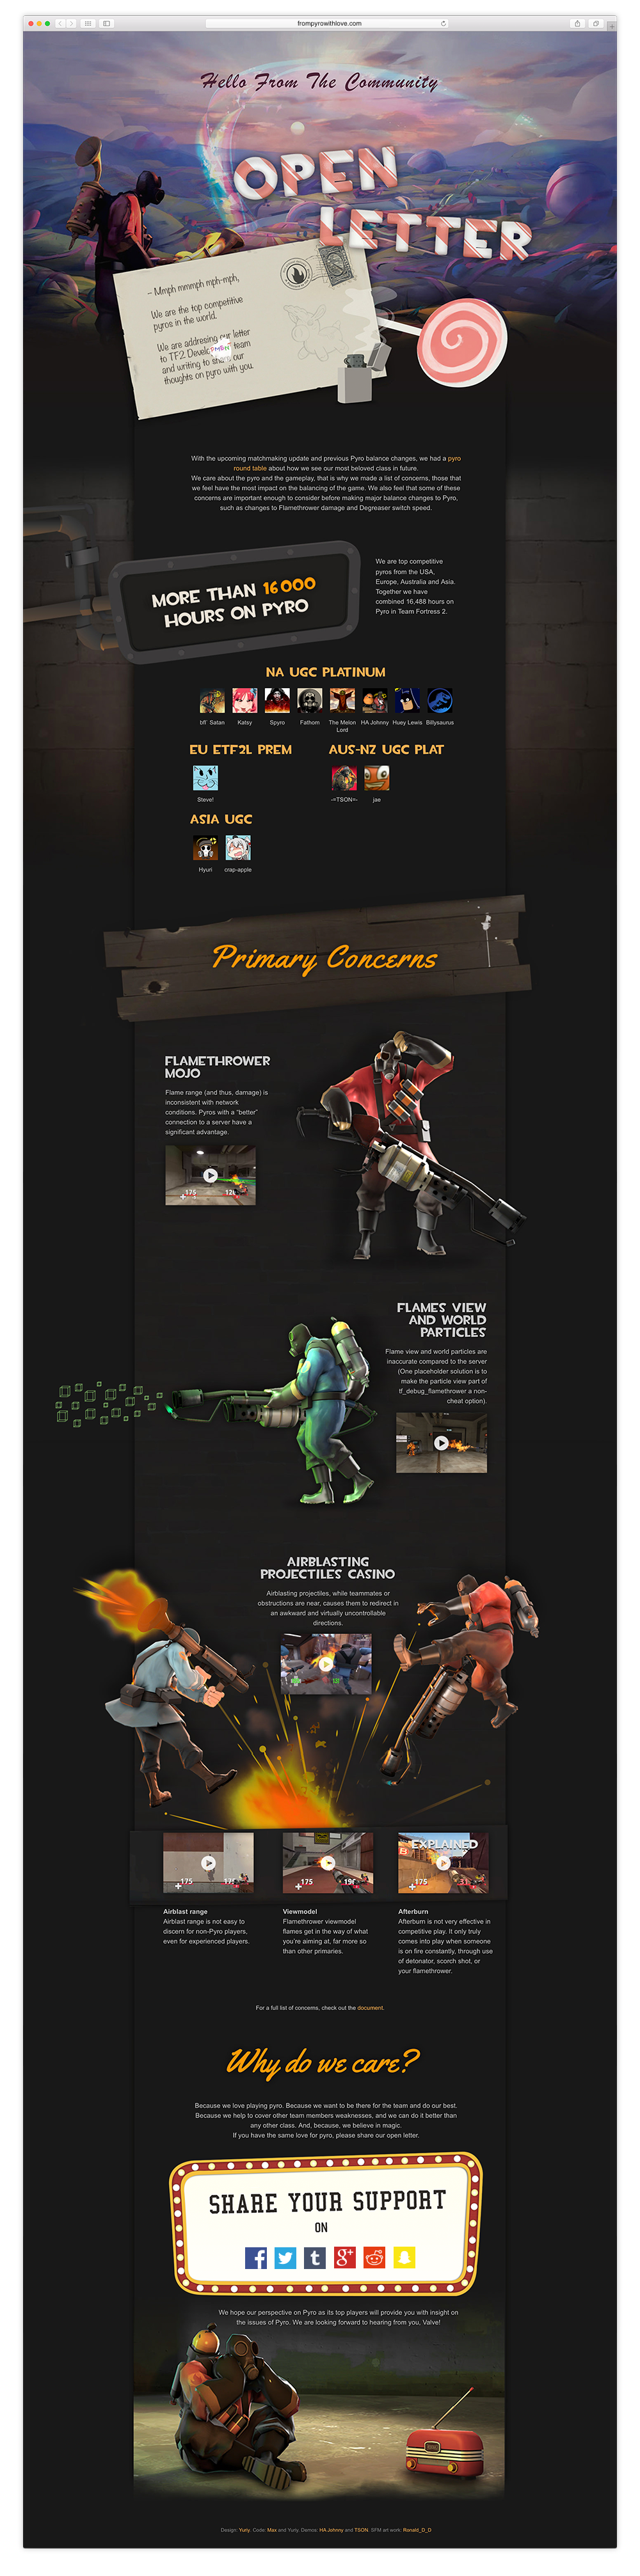 frompyrowithlove.com
Hello From The Community
OPEN
LETTER
– Mmph mmmph mph-mph,
We are the top competitive
pyros in the world.
We are addresing our letter
to TF2 team
and writing to our
thoughts on pyro with you.
With the upcoming matchmaking update and previous Pyro balance changes, we had a pyro
round table about how we see our most beloved class in future.
We care about the pyro and the gameplay, that is why we made a list of concerns, those that
we feel have the most impact on the balancing of the game. We also feel that some of these
concerns are important enough to consider before making major balance changes to Pyro,
such as changes to Flamethrower damage and Degreaser switch speed.
MORE THAN 16 000
HOURS ON PYRO
We are top competitive
pyros from the USA,
Europe, Australia and Asia.
Together we have
combined 16,488 hours on
Pyro in Team Fortress 2.
NA UGC PLATINUM
bff` Satan Katsy Spyro Fathom The Melon HA Johnny Huey Lewis Billysaurus
Lord
EU ETF2L PREM AUS-NZ UGC PLAT
Steve! -=TSON=- jae
ASIA UGC
Hyuri crap-apple
Primary Concerns
FLAMETHROWER
MOJO
Flame range (and thus, damage) is
inconsistent with network
conditions. Pyros with a "better"
connection to a server have a
significant advantage.
175
FLAMES VIEW
AND WORLD
PARTICLES
Flame view and world particles are
inaccurate compared to the server
(One placeholder solution is to
make the particle view part of
tf_debug_flamethrower a non-
cheat option).
AIRBLASTING
PROJECTILES CASINO
Airblasting projectiles, while teammates or
obstructions are near, causes them to redirect in
an awkward and virtually uncontrollable
directions.
175 175
175
EXPLAINED
175
Airblast range
Airblast range is not easy to
discern for non-Pyro players,
even for experienced players.
Viewmodel
Flamethrower viewmodel
flames get in the way of what
you're aiming at, far more so
than other primaries.
Afterburn
Afterburn is not very effective in
competitive play. It only truly
comes into play when someone
is on fire constantly, through use
of detonator, scorch shot, or
your flamethrower.
For a full list of concerns, check out the document.
Why do we care?
Because we love playing pyro. Because we want to be there for the team and do our best.
Because we help to cover other team members weaknesses, and we can do it better than
any other class. And, because, we believe in magic.
If you have the same love for pyro, please share our open letter.
SHARE YOUR SUPPORT
ON
f t g+
We hope our perspective on Pyro as its top players will provide you with insight on
the issues of Pyro. We are looking forward to hearing from you, Valve!
Design: Yuriy. Code: Max and Yuriy. Demos: HA Johnny and TSON. SFM art work: Ronald_D_D